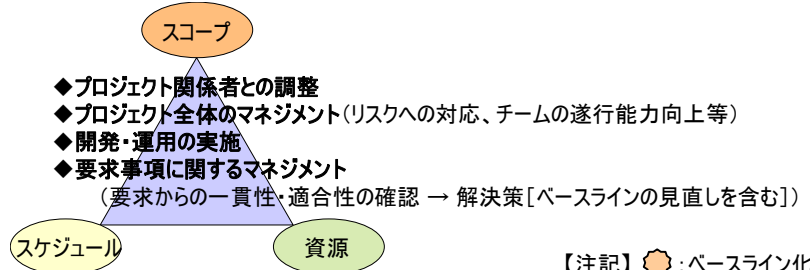 スコープ
◆プロジェクト関係者との調整
◆プロジェクト全体のマネジメント(リスクへの対応、チームの遂行能力向上等)
◆開発・運用の実施
◆要求事項に関するマネジメント
(要求からの一貫性・適合性の確認 → 解決策[ベースラインの見直しを含む])
スケジュール
資源
【注記】 :ベースライン化